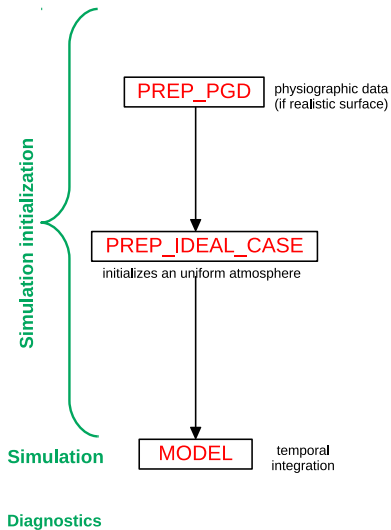 PREP_PGD
physiographic data
(if realistic surface)
Simulation initialization
PREP_IDEAL_CASE
initializes an uniform atmosphere
Simulation
MODEL
temporal
integration
Diagnostics